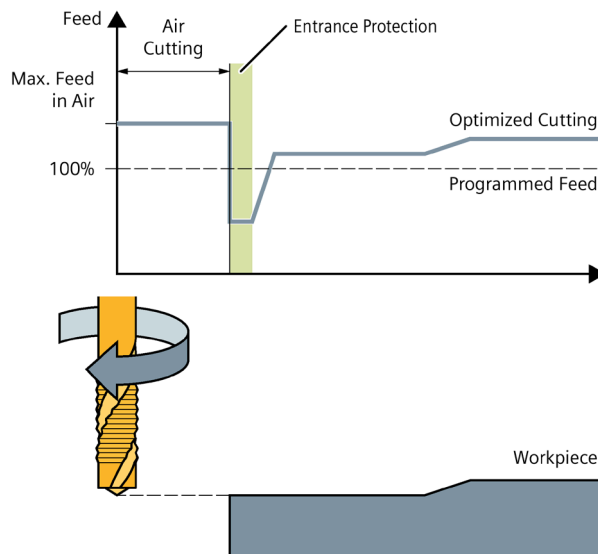 Feed
Air
Cutting
Entrance Protection
Max. Feed
in Air
Optimized Cutting
100%
Programmed Feed
Workpiece